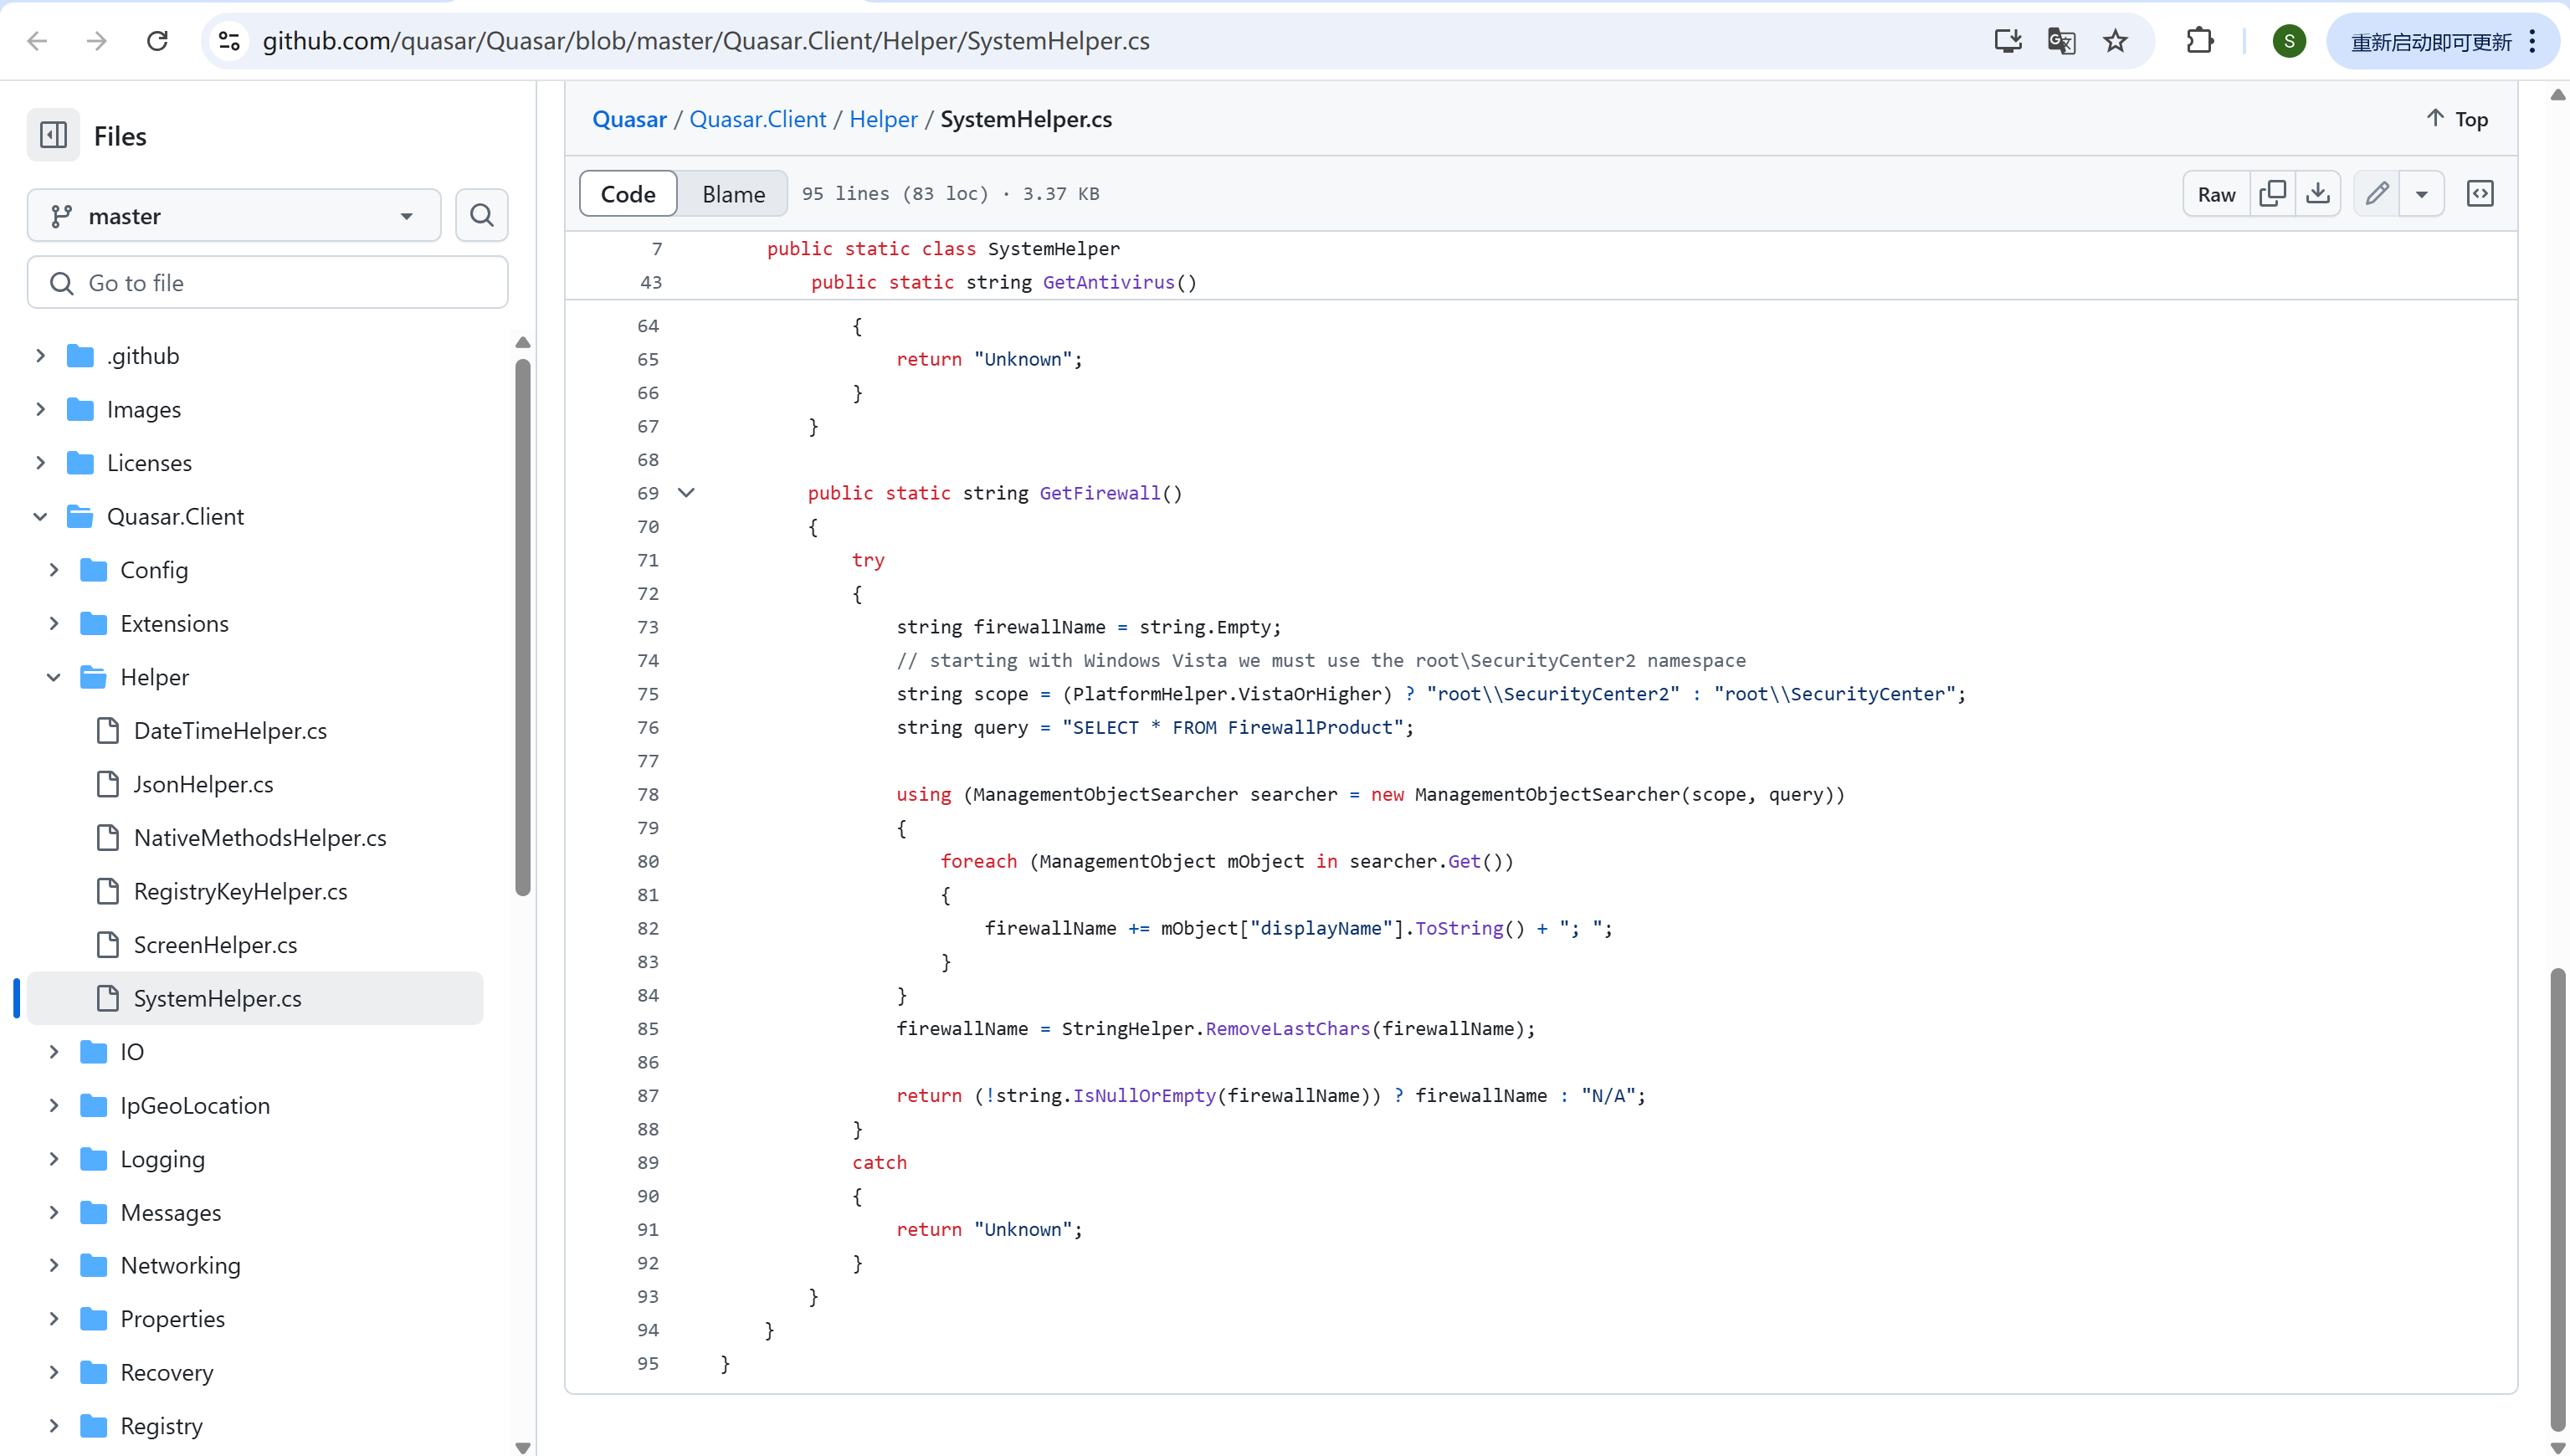 github.com/quasar/Quasar/blob/master/Quasar.Client/Helper/SystemHelper.cs
S
重新启动即可更新
Files
master
Go to file
.github
Images
Licenses
Quasar.Client
Config
Extensions
Helper
DateTimeHelper.cs
JsonHelper.cs
NativeMethodsHelper.cs
RegistryKeyHelper.cs
ScreenHelper.cs
SystemHelper.cs
IO
IpGeoLocation
Logging
Messages
Networking
Properties
Recovery
Registry
Quasar / Quasar.Client / Helper / SystemHelper.cs
Top
Code Blame 95 lines (83 loc) · 3.37 KB
Raw
7 public static class SystemHelper
43 public static string GetAntivirus()
64 {
65 return "Unknown";
66 }
67 }
68
69 public static string GetFirewall()
70 {
71 try
72 {
73 string firewallName = string.Empty;
74 // starting with Windows Vista we must use the root\SecurityCenter2 namespace
75 string scope = (PlatformHelper.VistaOrHigher) ? "root\\SecurityCenter2" : "root\\SecurityCenter";
76 string query = "SELECT * FROM FirewallProduct";
77
78 using (ManagementObjectSearcher searcher = new ManagementObjectSearcher(scope, query))
79 {
80 foreach (ManagementObject mObject in searcher.Get())
81 {
82 firewallName += mObject["displayName"].ToString() + "; ";
83 }
84 }
85 firewallName = StringHelper.RemoveLastChars(firewallName);
86
87 return (!string.IsNullOrEmpty(firewallName)) ? firewallName : "N/A";
88 }
89 catch
90 {
91 return "Unknown";
92 }
93 }
94 }
95 }